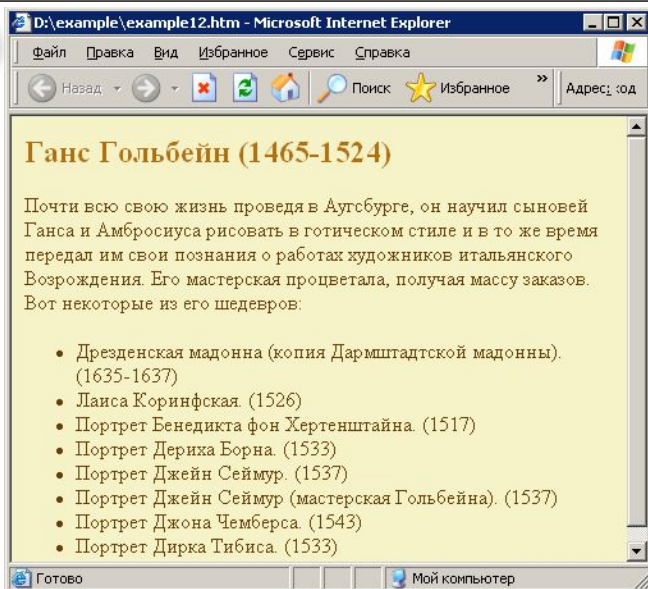 D:\example\example12.htm - Microsoft Internet Explorer
Файл Правка Вид Избранное Сервис Справка
Назад Поиск Избранное » Адрес: ход
Ганс Гольбейн (1465-1524)
Почти всю свою жизнь проведя в Аугсбурге, он научил сыновей
Ганса и Амбросиуса рисовать в готическом стиле и в то же время
передал им свои познания о работах художников итальянского
Возрождения. Его мастерская процветала, получая массу заказов.
Вот некоторые из его шедевров:
• Дрезденская мадонна (копия Дармштадтской мадонны).
(1635-1637)
• Лаиса Коринфская. (1526)
• Портрет Бенедикта фон Хертенштайна. (1517)
• Портрет Дериха Борна. (1533)
• Портрет Джейн Сеймур. (1537)
• Портрет Джейн Сеймур (мастерская Гольбейна). (1537)
• Портрет Джона Чемберса. (1543)
• Портрет Дирка Тибиса. (1533)
Готово Мой компьютер